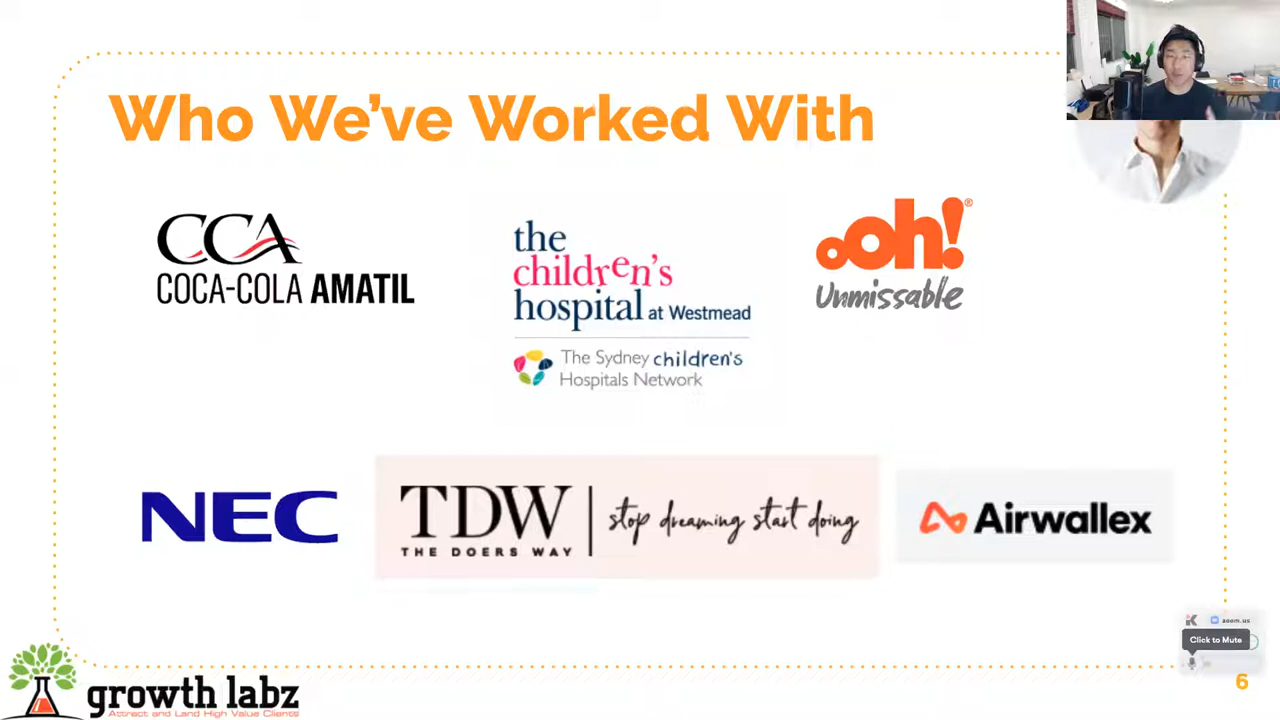 Who We've Worked With
CCA
COCA-COLA AMATIL
the
children's
hospital at Westmead
The Sydney children's
Hospitals Network
ooh!®
Unmissable
NEC
TDW
THE DOERS WAY
stop dreaming start doing
Airwallex
zoom.us
Click to Mute
6
growth labz
Attract and Land High Value Clients